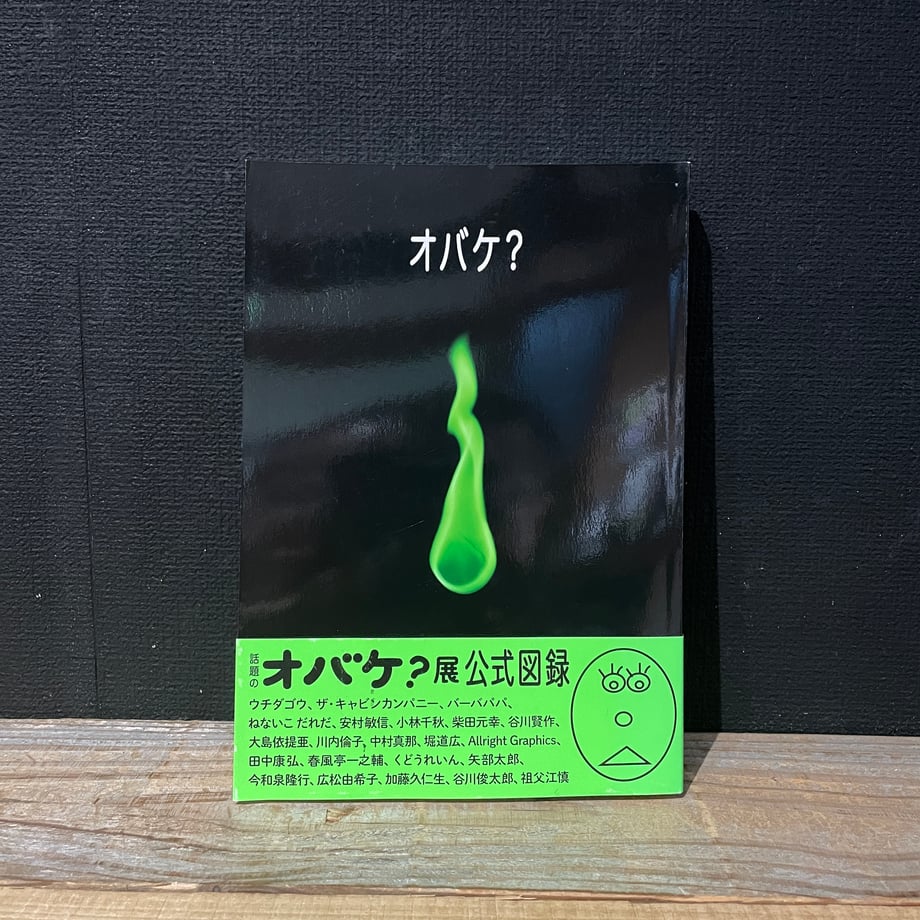 オバケ?
話題の
オバケ?展 公式図録
ウチダゴウ、ザ・キャビンカンパニー、バーバパパ、
ねないこ だれだ、安村敏信、小林千秋、柴田元幸、谷川賢作、
大島依提亜、川内倫子、中村真那、堀道広、Allright Graphics、
田中康弘、春風亭一之輔、くどうれいん、矢部太郎、
今和泉隆行、広松由希子、加藤久仁生、谷川俊太郎、祖父江慎